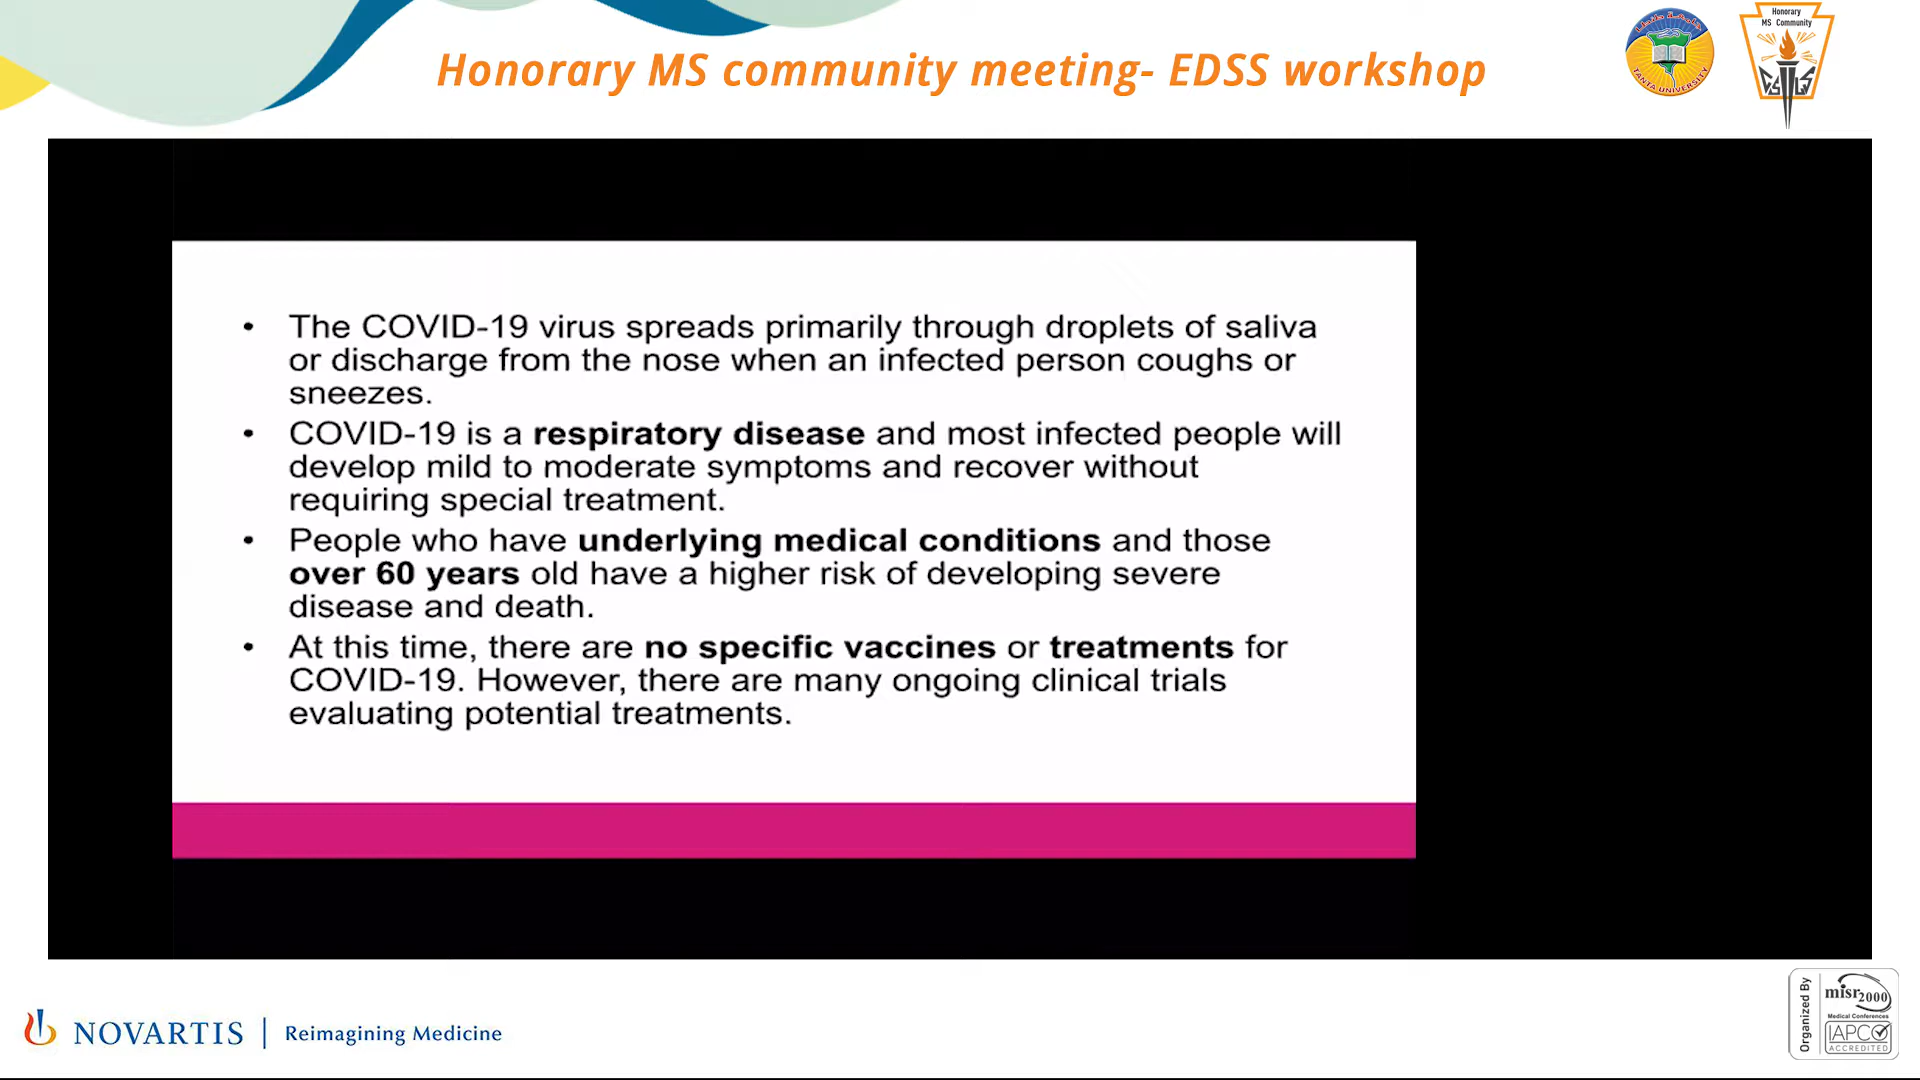 Honorary MS community meeting- EDSS workshop
TANTA UNIVERSITY
Honorary
MS Community
• The COVID-19 virus spreads primarily through droplets of saliva
or discharge from the nose when an infected person coughs or
sneezes.
• COVID-19 is a respiratory disease and most infected people will
develop mild to moderate symptoms and recover without
requiring special treatment.
• People who have underlying medical conditions and those
over 60 years old have a higher risk of developing severe
disease and death.
• At this time, there are no specific vaccines or treatments for
COVID-19. However, there are many ongoing clinical trials
evaluating potential treatments.
NOVARTIS | Reimagining Medicine
Organized By
misr2000
Medical Conferences
IAPCO
ACCREDITED